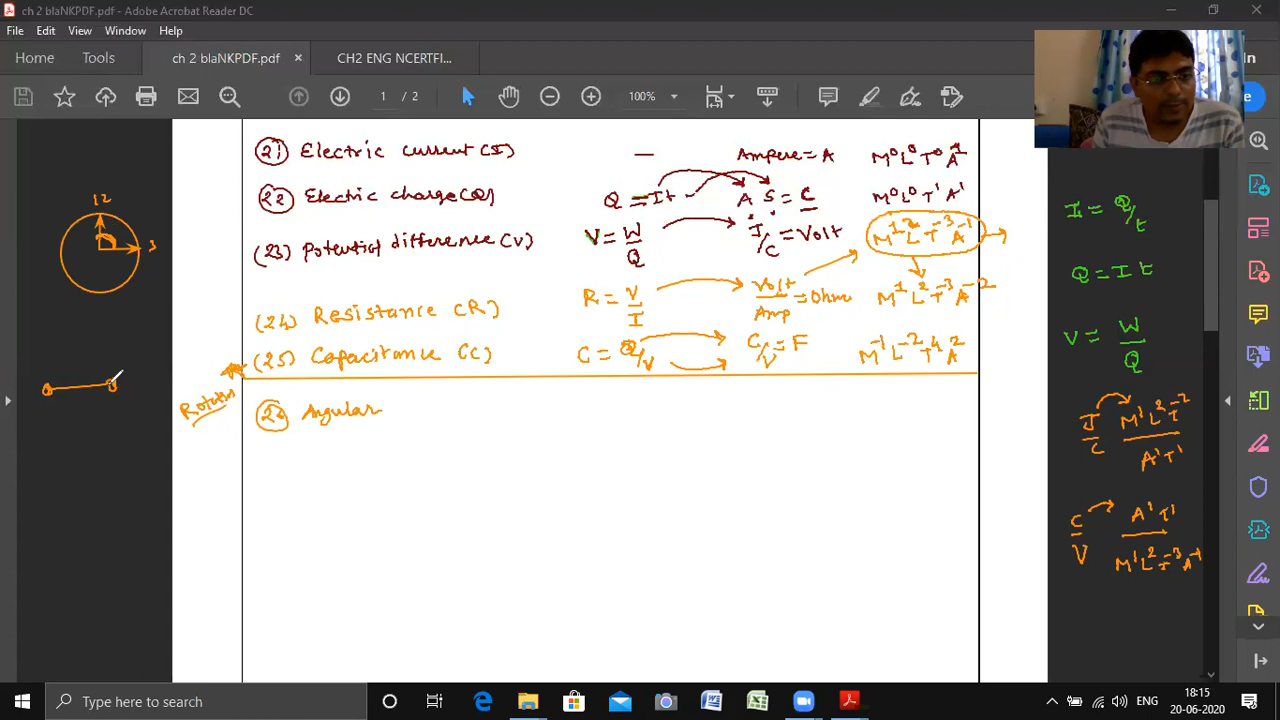 ch 2 blaNKPDF.pdf - Adobe Acrobat Reader DC
File Edit View Window Help
Home Tools ch 2 blaNKPDF.pdf × CH2 ENG NCERTFI... In
1 / 2 100%
(21) Electric current (I) — Ampere = A M⁰L⁰T⁰A¹
(22) Electric charge (Q) Q = It A S = C M⁰L⁰T¹A¹
(23) Potential difference (V) V = W/Q J/C = Volt M¹L²T⁻³A⁻¹
(24) Resistance (R) R = V/I Volt/Amp = Ohm M¹L²T⁻³A⁻²
(25) Capacitance (C) C = Q/V C/V = F M⁻¹L⁻²T⁴A²
(26) Angular
12
3
Rotation
I = Q/t
Q = It
V = W/Q
J/C M¹L²T⁻²/A¹T¹
C/V A¹T¹/M¹L²T⁻³A⁻¹
Type here to search
ENG
18:15
20-06-2020